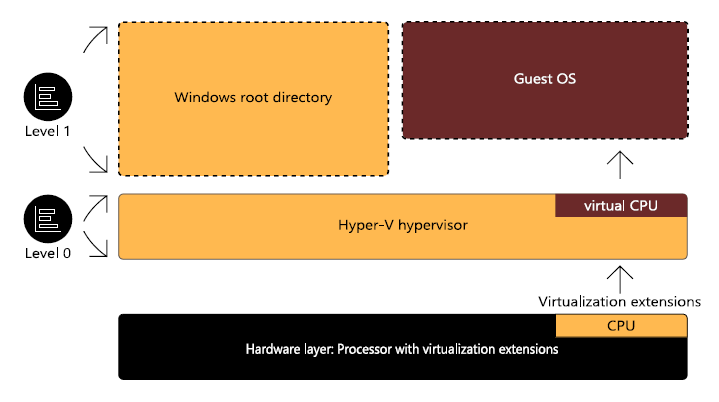 Windows root directory
Guest OS
Level 1
virtual CPU
Hyper-V hypervisor
Level 0
Virtualization extensions
CPU
Hardware layer: Processor with virtualization extensions